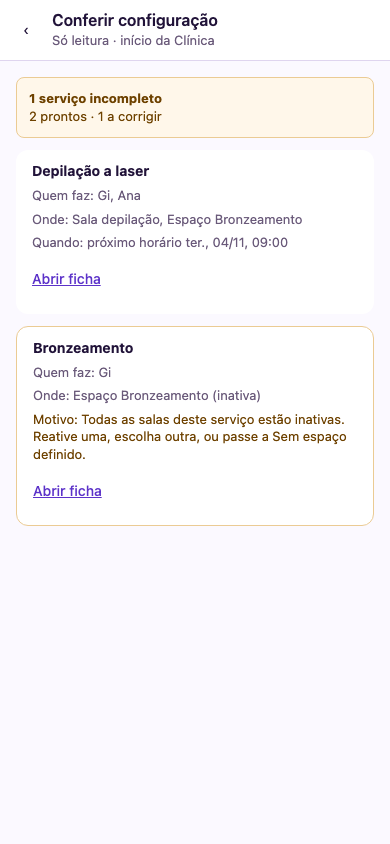 ‹
Conferir configuração
Só leitura · início da Clínica
1 serviço incompleto
2 prontos · 1 a corrigir
Depilação a laser
Quem faz: Gi, Ana
Onde: Sala depilação, Espaço Bronzeamento
Quando: próximo horário ter., 04/11, 09:00
Abrir ficha
Bronzeamento
Quem faz: Gi
Onde: Espaço Bronzeamento (inativa)
Motivo: Todas as salas deste serviço estão inativas.
Reative uma, escolha outra, ou passe a Sem espaço
definido.
Abrir ficha